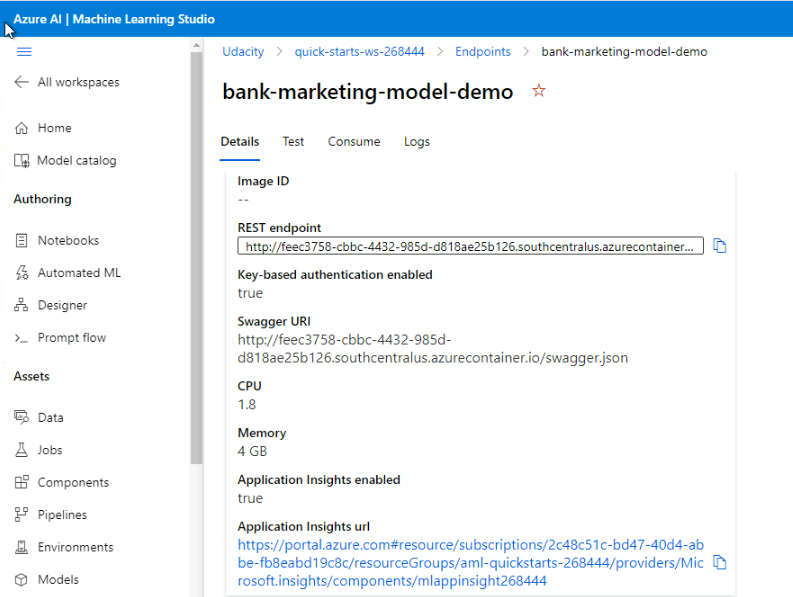 Azure AI | Machine Learning Studio
All workspaces
Home
Model catalog
Authoring
Notebooks
Automated ML
Designer
Prompt flow
Assets
Data
Jobs
Components
Pipelines
Environments
Models
Udacity > quick-starts-ws-268444 > Endpoints > bank-marketing-model-demo
bank-marketing-model-demo
Details Test Consume Logs
Image ID
--
REST endpoint
http://feec3758-cbbc-4432-985d-d818ae25b126.southcentralus.azurecontainer...
Key-based authentication enabled
true
Swagger URI
http://feec3758-cbbc-4432-985d-
d818ae25b126.southcentralus.azurecontainer.io/swagger.json
CPU
1.8
Memory
4 GB
Application Insights enabled
true
Application Insights url
https://portal.azure.com#resource/subscriptions/2c48c51c-bd47-40d4-ab
be-fb8eabd19c8c/resourceGroups/aml-quickstarts-268444/providers/Mic
rosoft.insights/components/mlappinsight268444